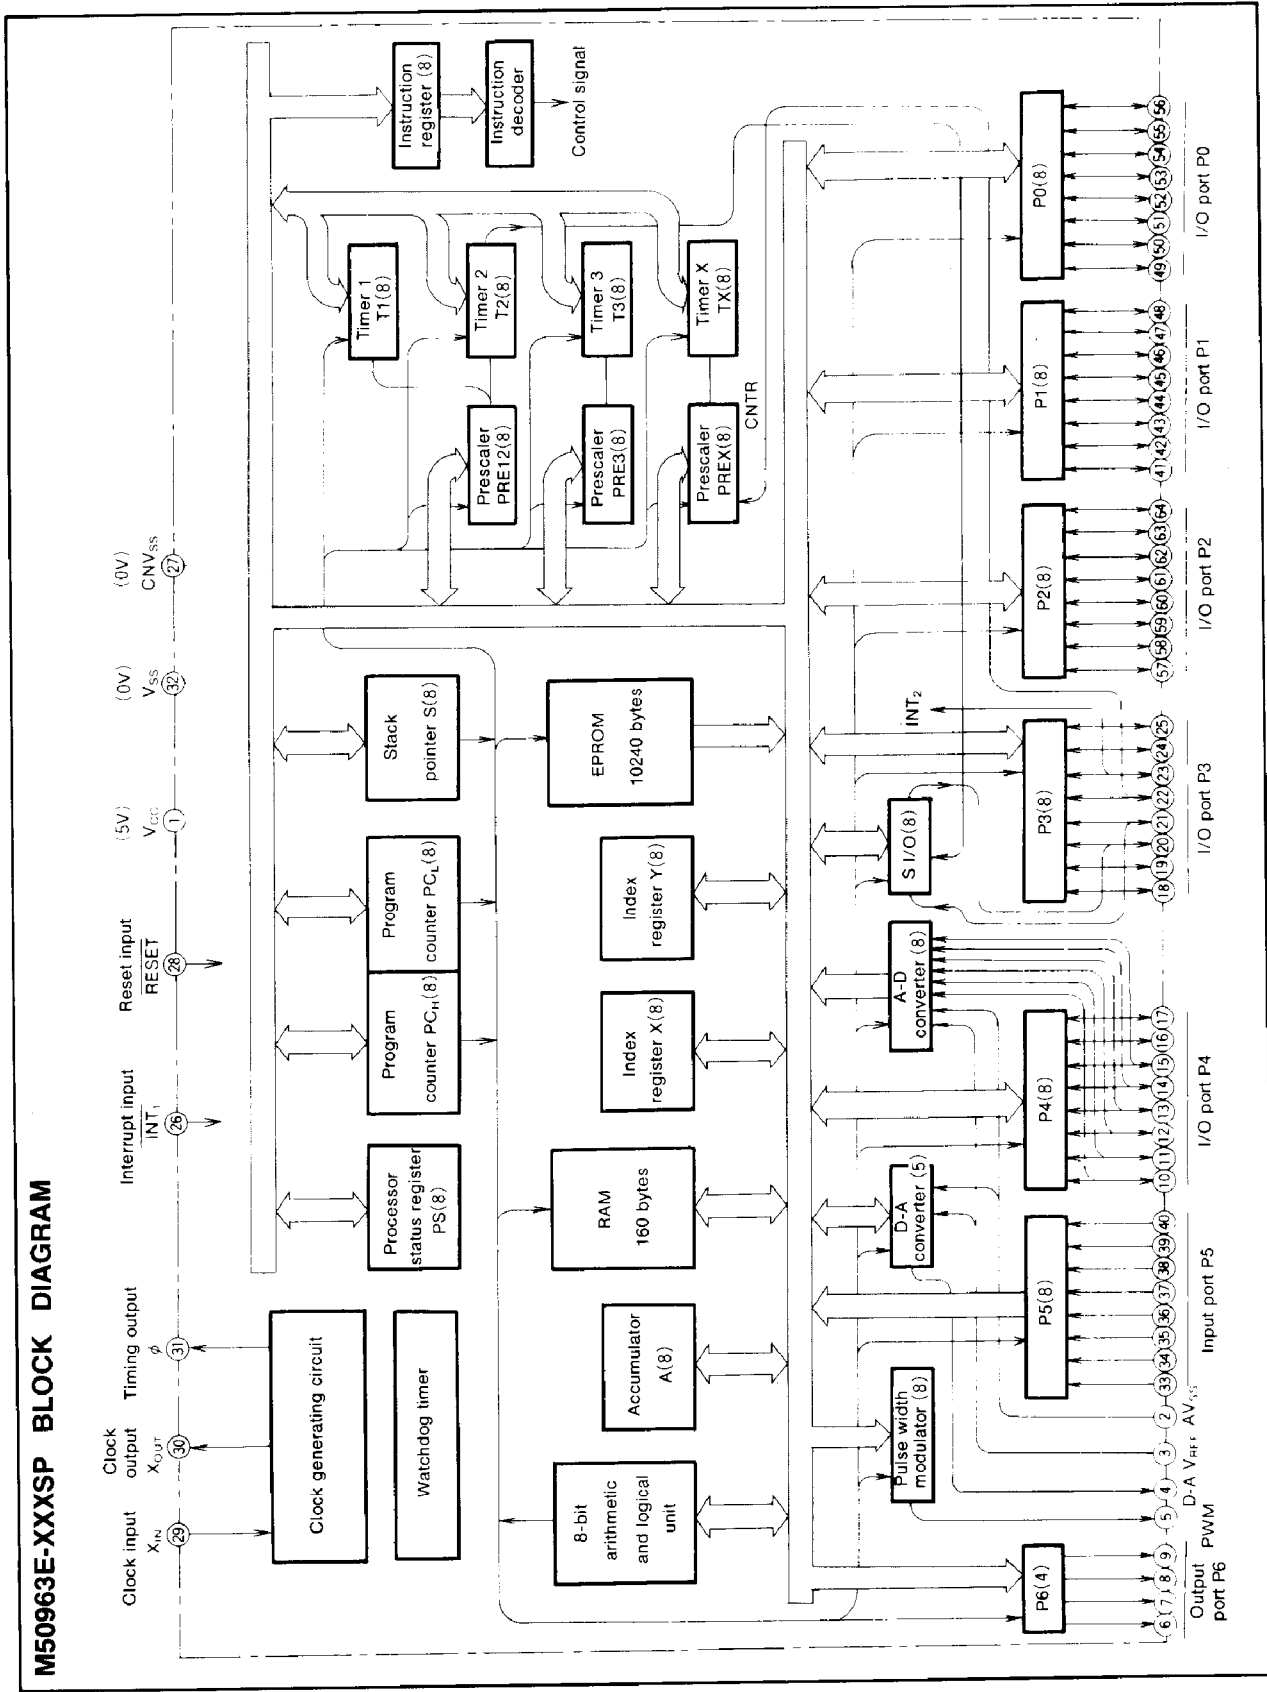 M50963E-XXXSP BLOCK DIAGRAM
Clock input
XIN
29
Clock
output
XOUT
30
Timing output
φ
31
Interrupt input
INT1
26
Reset input
RESET
28
(5V)
VCC
1
(0V)
VSS
32
(0V)
CNVSS
27
Clock generating circuit
Watchdog timer
Processor
status register
PS(8)
Program
counter PCH(8)
Program
counter PCL(8)
Stack
pointer S(8)
8-bit
arithmetic
and logical
unit
Accumulator
A(8)
RAM
160 bytes
Index
register X(8)
Index
register Y(8)
EPROM
10240 bytes
Instruction
register (8)
Instruction
decoder
Control signal
Timer 1
T1(8)
Timer 2
T2(8)
Timer 3
T3(8)
Timer X
TX(8)
Prescaler
PRE12(8)
Prescaler
PRE3(8)
Prescaler
PREX(8)
CNTR
Pulse width
modulator (8)
D-A
converter (5)
A-D
converter (8)
S I/O(8)
INT2
P6(4)
P5(8)
P4(8)
P3(8)
P2(8)
P1(8)
P0(8)
6 7 8 9
5 4 3 2
33 34 35 36 37 38 39 40
10 11 12 13 14 15 16 17
18 19 20 21 22 23 24 25
57 58 59 60 61 62 63 64
41 42 43 44 45 46 47 48
49 50 51 52 53 54 55 56
Output
port P6
PWM
D-A VREF AVSS
Input port P5
I/O port P4
I/O port P3
I/O port P2
I/O port P1
I/O port P0